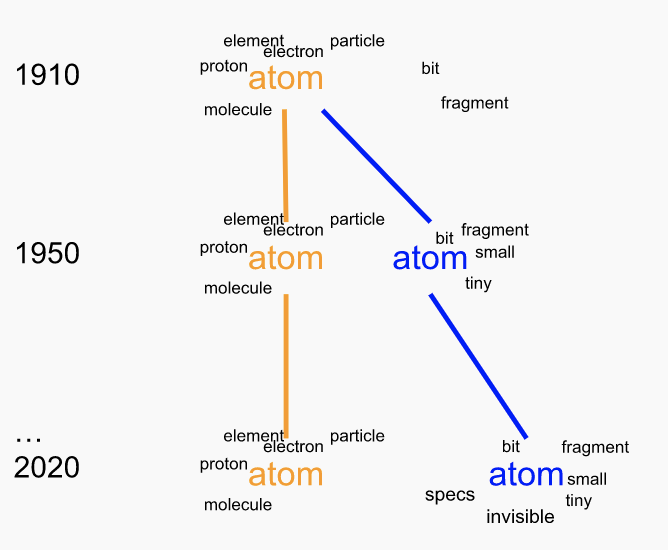 element
particle
electron
1910
proton
atom
bit
molecule
fragment
element
particle
electron
1950
proton
atom
atom
bit
fragment
small
molecule
tiny
...
2020
element
particle
electron
proton
atom
molecule
bit
fragment
atom
small
specs
tiny
invisible